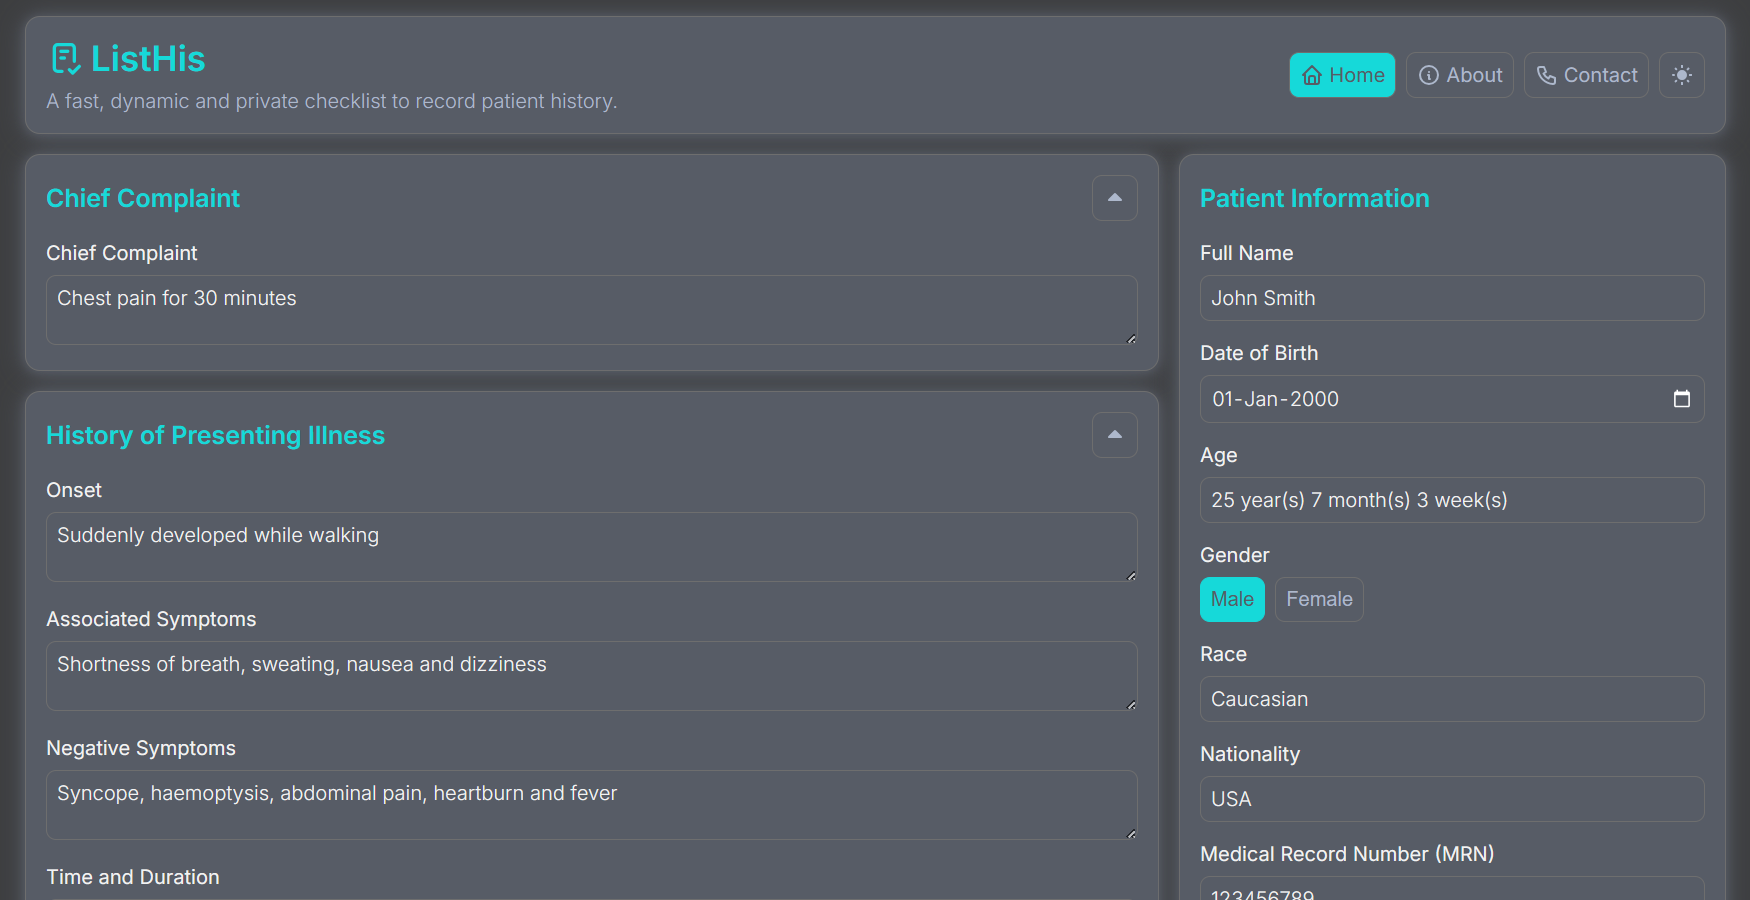 ListHis
A fast, dynamic and private checklist to record patient history.
Home
About
Contact
Chief Complaint
Chief Complaint
Chest pain for 30 minutes
History of Presenting Illness
Onset
Suddenly developed while walking
Associated Symptoms
Shortness of breath, sweating, nausea and dizziness
Negative Symptoms
Syncope, haemoptysis, abdominal pain, heartburn and fever
Time and Duration
Patient Information
Full Name
John Smith
Date of Birth
01-Jan-2000
Age
25 year(s) 7 month(s) 3 week(s)
Gender
Male
Female
Race
Caucasian
Nationality
USA
Medical Record Number (MRN)
123456789